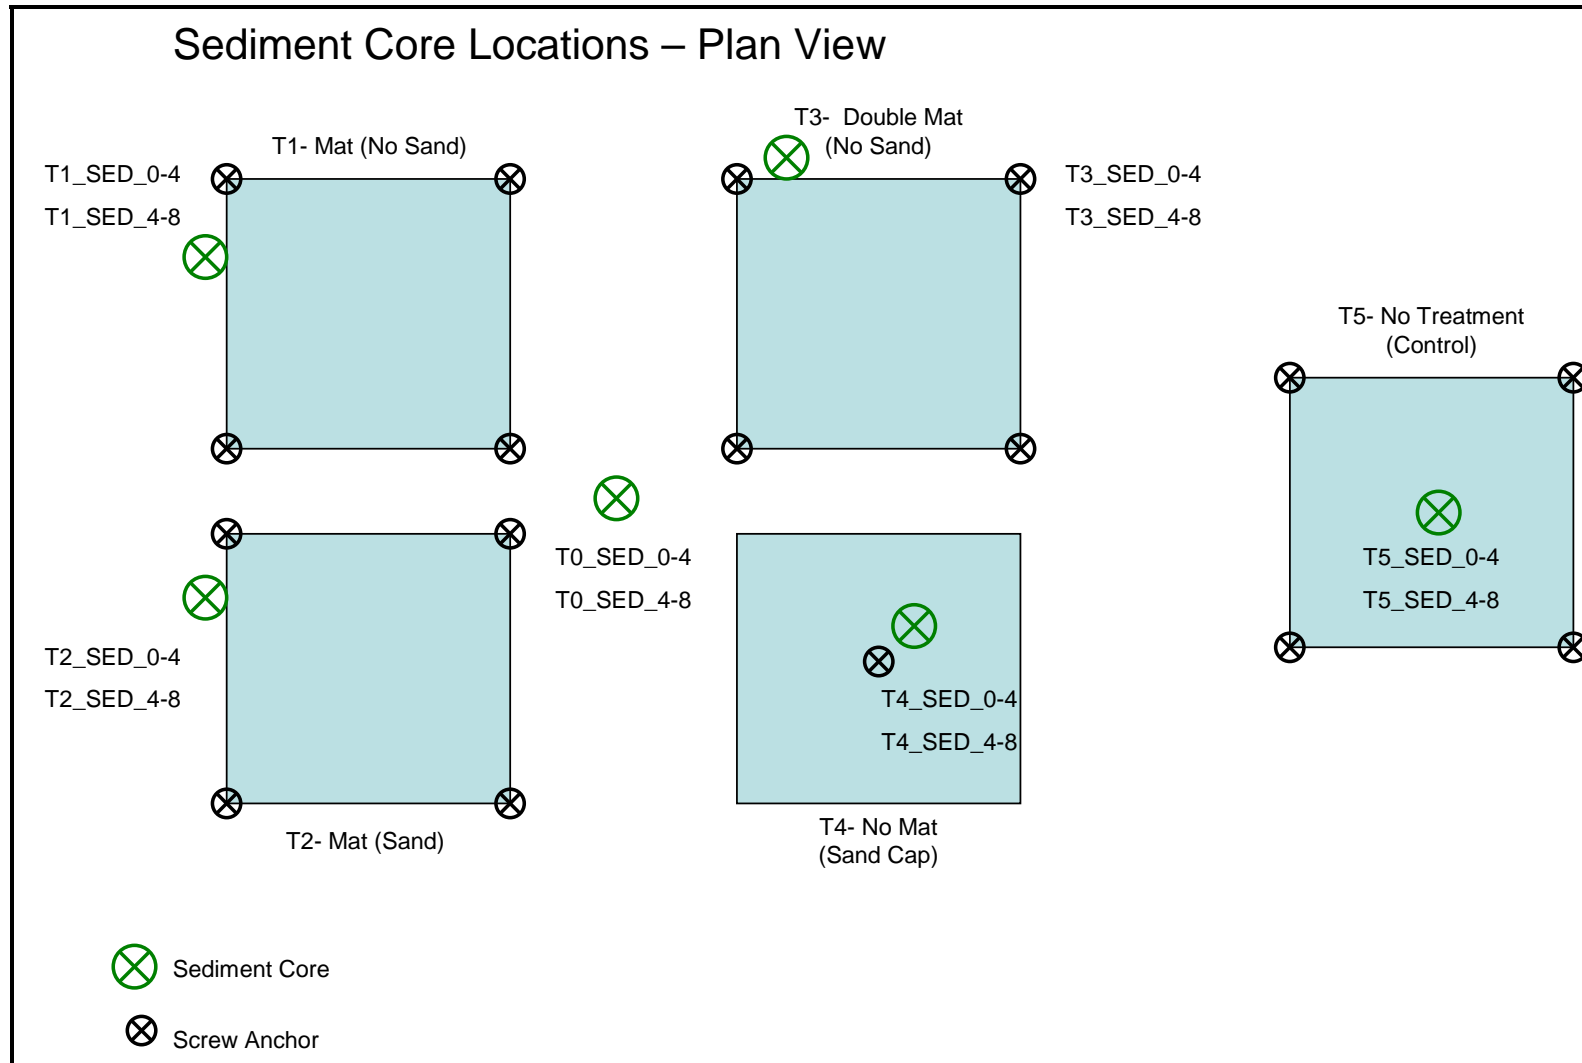 Sediment Core Locations – Plan View
T1- Mat (No Sand)
T3- Double Mat
(No Sand)
T1_SED_0-4
T1_SED_4-8
T3_SED_0-4
T3_SED_4-8
T5- No Treatment
(Control)
T0_SED_0-4
T0_SED_4-8
T5_SED_0-4
T5_SED_4-8
T2_SED_0-4
T2_SED_4-8
T4_SED_0-4
T4_SED_4-8
T2- Mat (Sand)
T4- No Mat
(Sand Cap)
Sediment Core
Screw Anchor